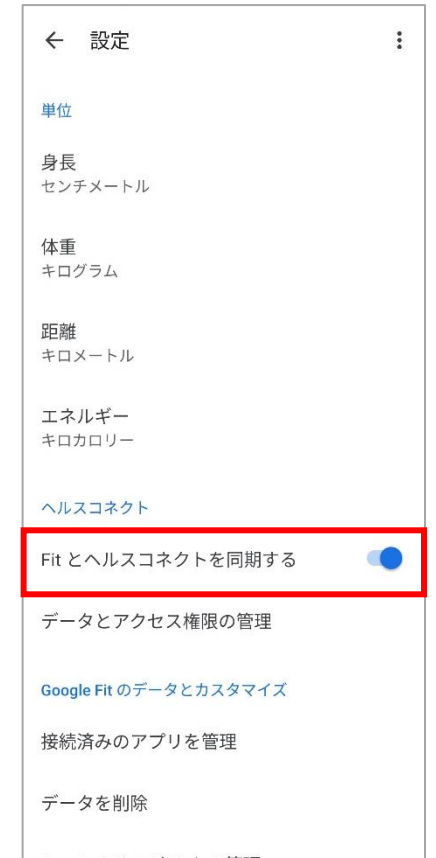 設定
単位
身長
センチメートル
体重
キログラム
距離
キロメートル
エネルギー
キロカロリー
ヘルスコネクト
Fit とヘルスコネクトを同期する
データとアクセス権限の管理
Google Fit のデータとカスタマイズ
接続済みのアプリを管理
データを削除